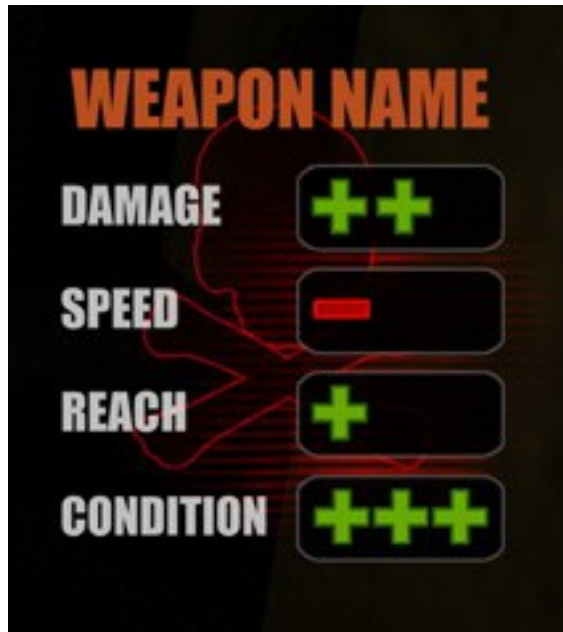 WEAPON NAME
DAMAGE ++
SPEED -
REACH +
CONDITION +++